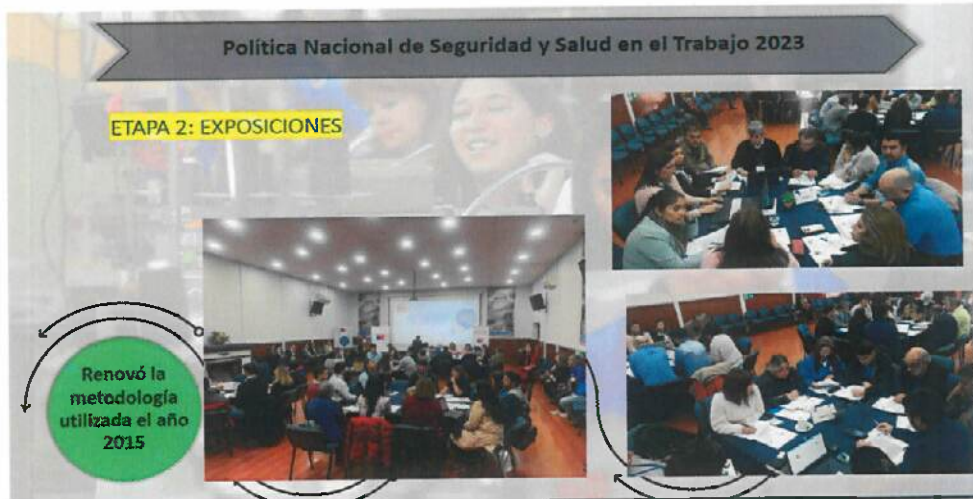 Política Nacional de Seguridad y Salud en el Trabajo 2023
ETAPA 2: EXPOSICIONES
Renovó la
metodología
utilizada el año
2015